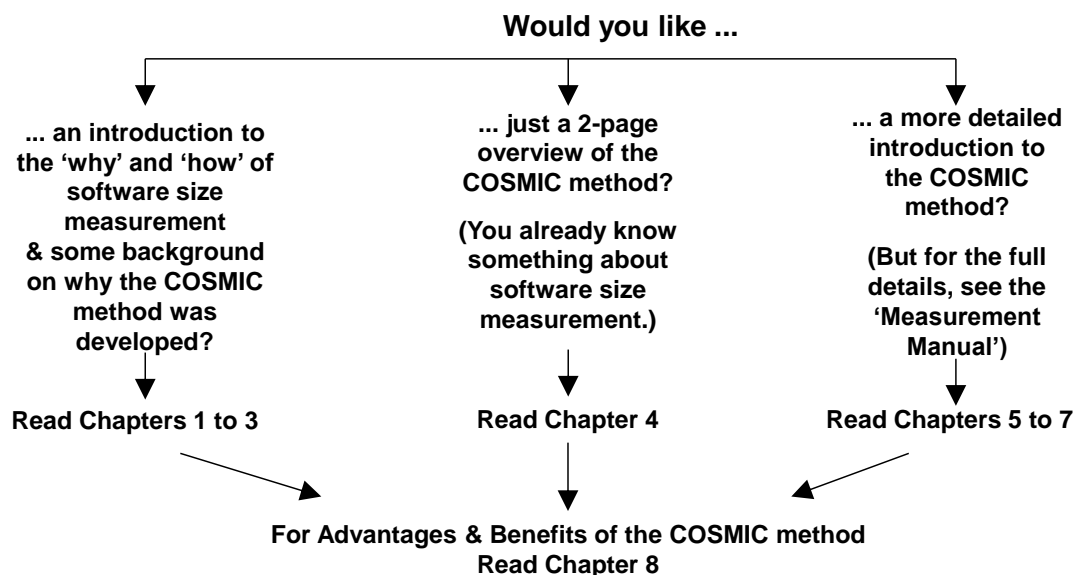 Would you like ...
... an introduction to
the ‘why’ and ‘how’ of
software size
measurement
& some background
on why the COSMIC
method was
developed?
Read Chapters 1 to 3
... just a 2-page
overview of the
COSMIC method?
(You already know
something about
software size
measurement.)
Read Chapter 4
... a more detailed
introduction to
the COSMIC
method?
(But for the full
details, see the
‘Measurement
Manual’)
Read Chapters 5 to 7
For Advantages & Benefits of the COSMIC method
Read Chapter 8